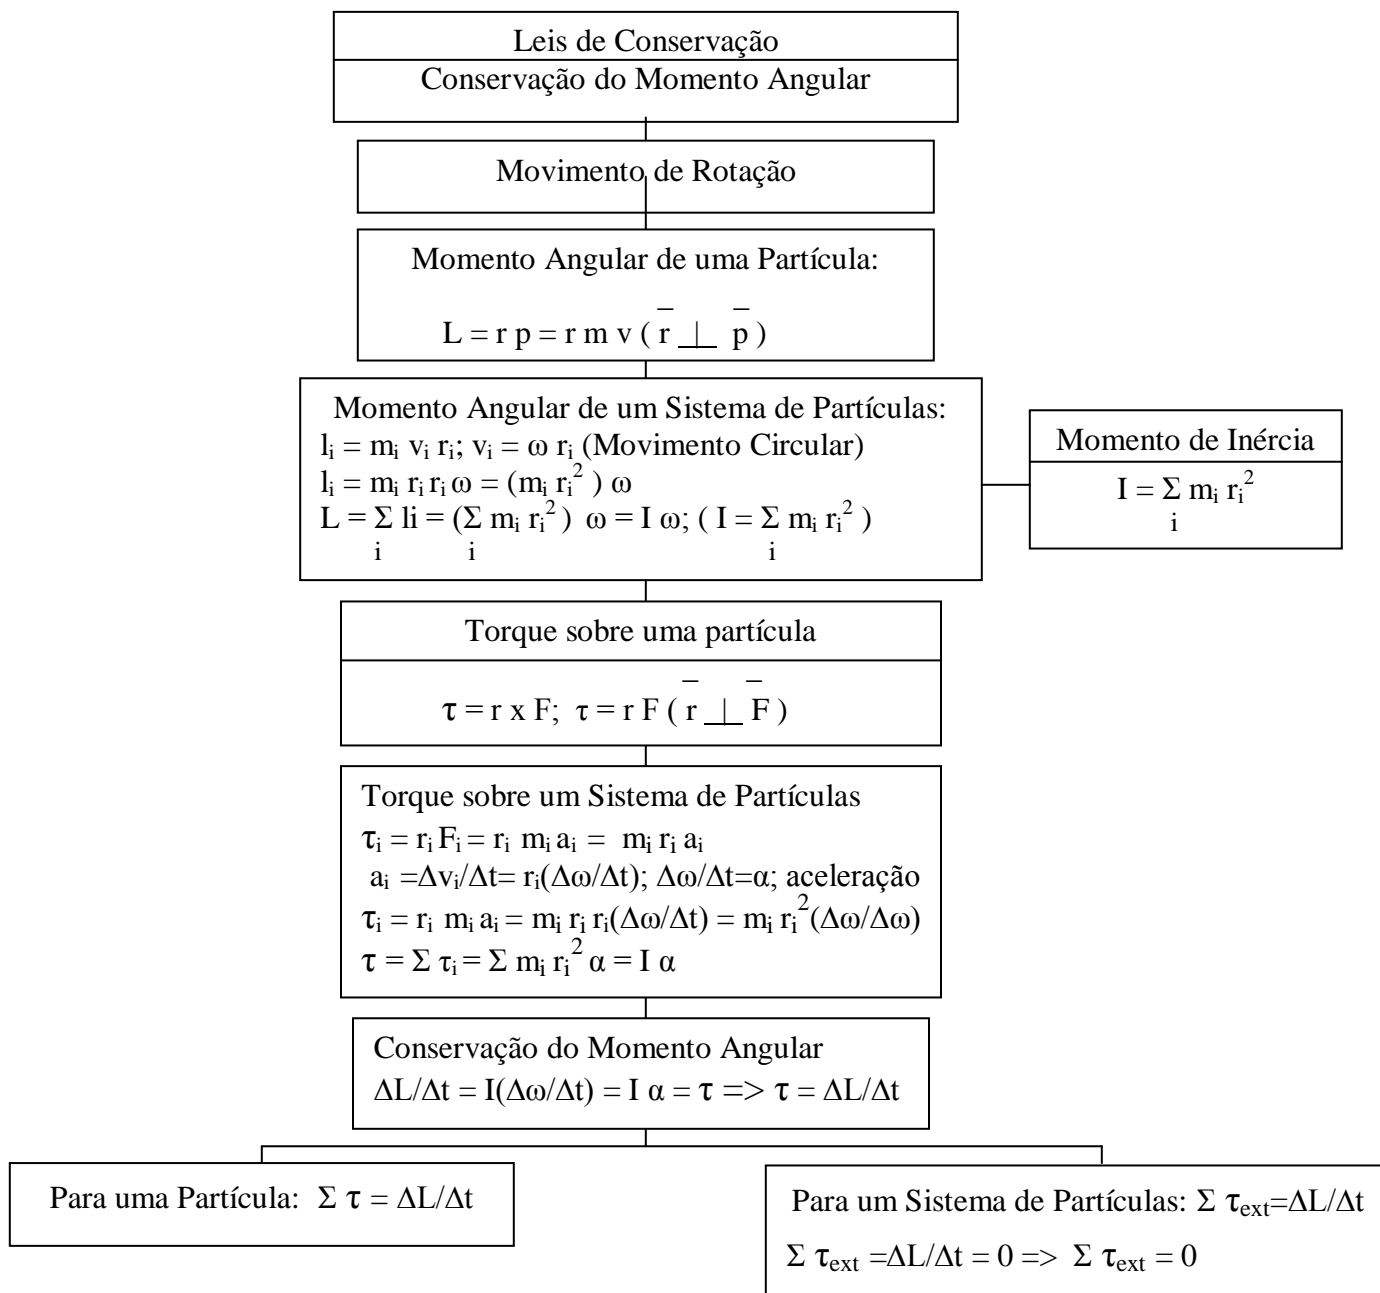 Leis de Conservação
Conservação do Momento Angular
Movimento de Rotação
Momento Angular de uma Partícula:
L = r p = r m v ( r̅ _|_ p̅ )
Momento Angular de um Sistema de Partículas:
lᵢ = mᵢ vᵢ rᵢ; vᵢ = ω rᵢ (Movimento Circular)
lᵢ = mᵢ rᵢ rᵢ ω = (mᵢ rᵢ² ) ω
L = Σ li = (Σ mᵢ rᵢ² ) ω = I ω; ( I = Σ mᵢ rᵢ² )
i i i
Momento de Inércia
I = Σ mᵢ rᵢ²
i
Torque sobre uma partícula
τ = r x F; τ = r F ( r̅ _|_ F̅ )
Torque sobre um Sistema de Partículas
τᵢ = rᵢ Fᵢ = rᵢ mᵢ aᵢ = mᵢ rᵢ aᵢ
aᵢ =Δvᵢ/Δt= rᵢ(Δω/Δt); Δω/Δt=α; aceleração
τᵢ = rᵢ mᵢ aᵢ = mᵢ rᵢ rᵢ(Δω/Δt) = mᵢ rᵢ²(Δω/Δω)
τ = Σ τᵢ = Σ mᵢ rᵢ² α = I α
Conservação do Momento Angular
ΔL/Δt = I(Δω/Δt) = I α = τ => τ = ΔL/Δt
Para uma Partícula: Σ τ = ΔL/Δt
Para um Sistema de Partículas: Σ τₑₓₜ=ΔL/Δt
Σ τₑₓₜ =ΔL/Δt = 0 => Σ τₑₓₜ = 0